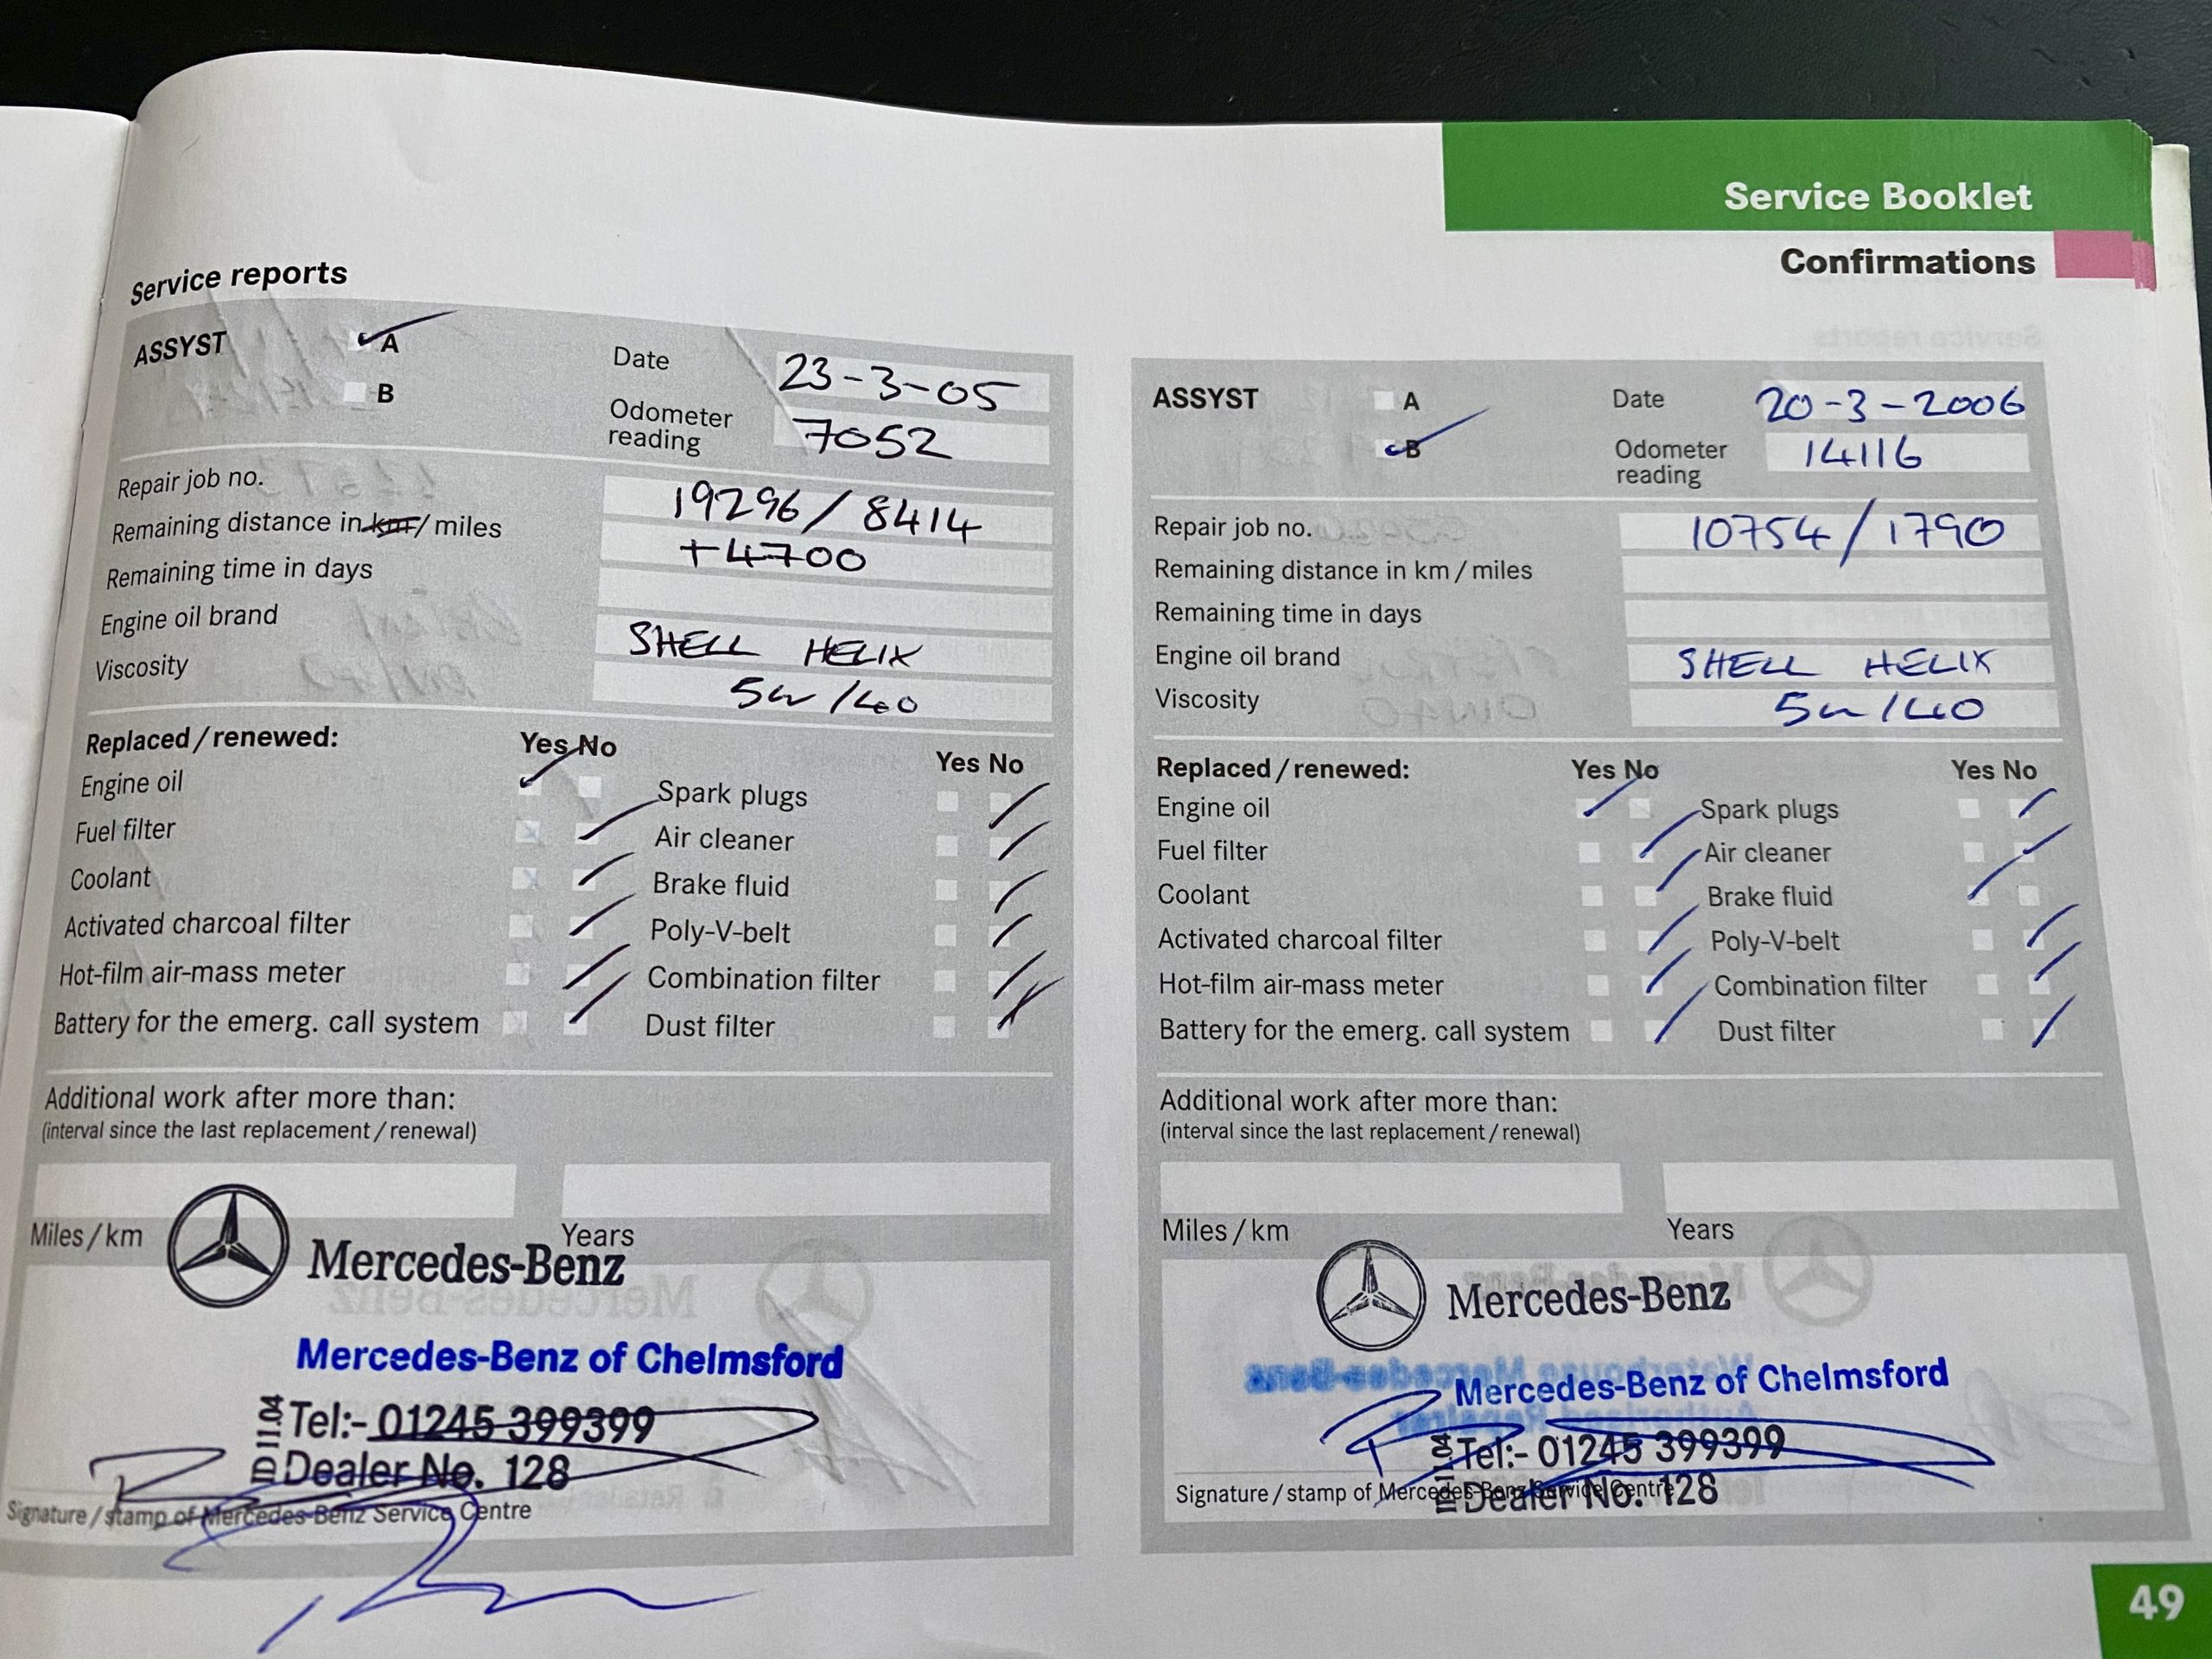 Service Booklet
Confirmations
Service reports
ASSYST
A
B
Date
23-3-05
Odometer
reading
7052
Repair job no.
19296/8414
Remaining distance in km/miles
+4700
Remaining time in days
Engine oil brand
SHELL HELIX
Viscosity
5w/40
Replaced/renewed:
Yes No
Yes No
Engine oil
Spark plugs
Fuel filter
Air cleaner
Coolant
Brake fluid
Activated charcoal filter
Poly-V-belt
Hot-film air-mass meter
Combination filter
Battery for the emerg. call system
Dust filter
Additional work after more than:
(interval since the last replacement/renewal)
Miles/km
Years
Mercedes-Benz
Mercedes-Benz of Chelmsford
ID 11.04
Tel:- 01245 399399
Dealer No. 128
Signature/stamp of Mercedes-Benz Service Centre
ASSYST
A
B
Date
20-3-2006
Odometer
reading
14116
Repair job no.
10754/1790
Remaining distance in km/miles
Remaining time in days
Engine oil brand
SHELL HELIX
Viscosity
5w/40
Replaced/renewed:
Yes No
Yes No
Engine oil
Spark plugs
Fuel filter
Air cleaner
Coolant
Brake fluid
Activated charcoal filter
Poly-V-belt
Hot-film air-mass meter
Combination filter
Battery for the emerg. call system
Dust filter
Additional work after more than:
(interval since the last replacement/renewal)
Miles/km
Years
Mercedes-Benz
Mercedes-Benz of Chelmsford
Tel:- 01245 399399
Dealer No. 128
Signature/stamp of Mercedes-Benz Service Centre
49